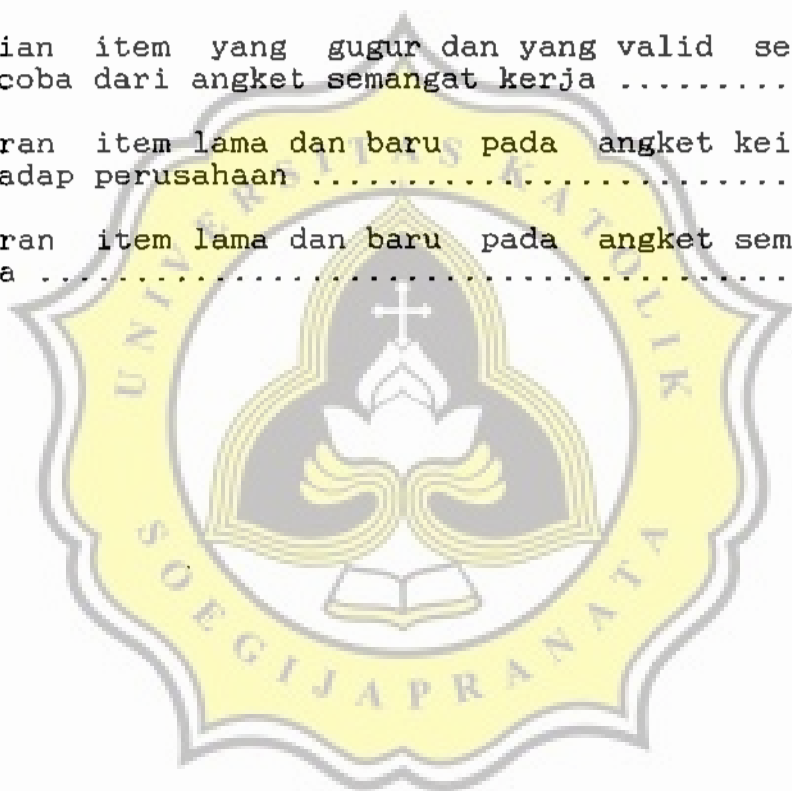 ian item yang gugur dan yang valid se
coba dari angket semangat kerja ..........
ran item lama dan baru pada angket kei
adap perusahaan ..........................
ran item lama dan baru pada angket sem
a ..........................................
UNIVERSITAS KATOLIK
SOEGIJAPRANATA